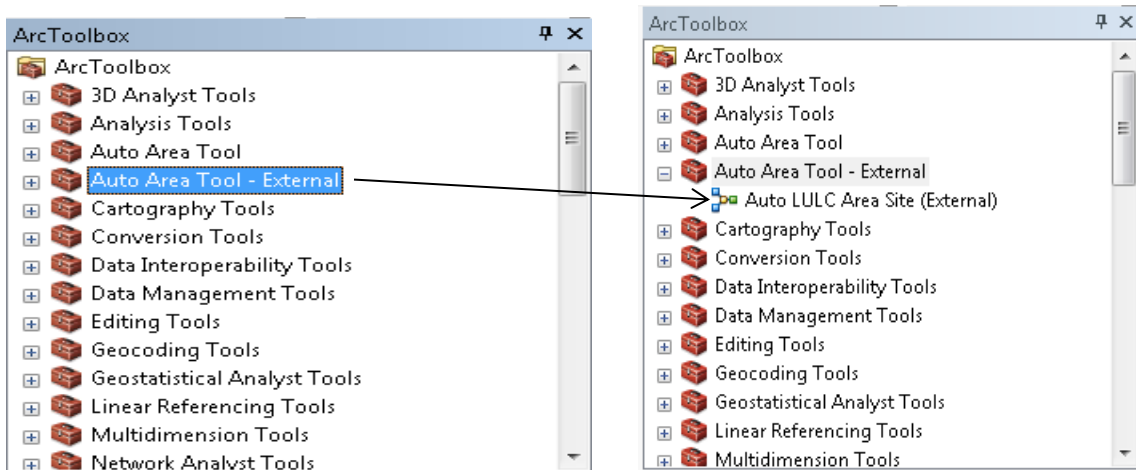 ArcToolbox
ArcToolbox
3D Analyst Tools
Analysis Tools
Auto Area Tool
Auto Area Tool - External
Cartography Tools
Conversion Tools
Data Interoperability Tools
Data Management Tools
Editing Tools
Geocoding Tools
Geostatistical Analyst Tools
Linear Referencing Tools
Multidimension Tools
Network Analyst Tools
ArcToolbox
ArcToolbox
3D Analyst Tools
Analysis Tools
Auto Area Tool
Auto Area Tool - External
Auto LULC Area Site (External)
Cartography Tools
Conversion Tools
Data Interoperability Tools
Data Management Tools
Editing Tools
Geocoding Tools
Geostatistical Analyst Tools
Linear Referencing Tools
Multidimension Tools